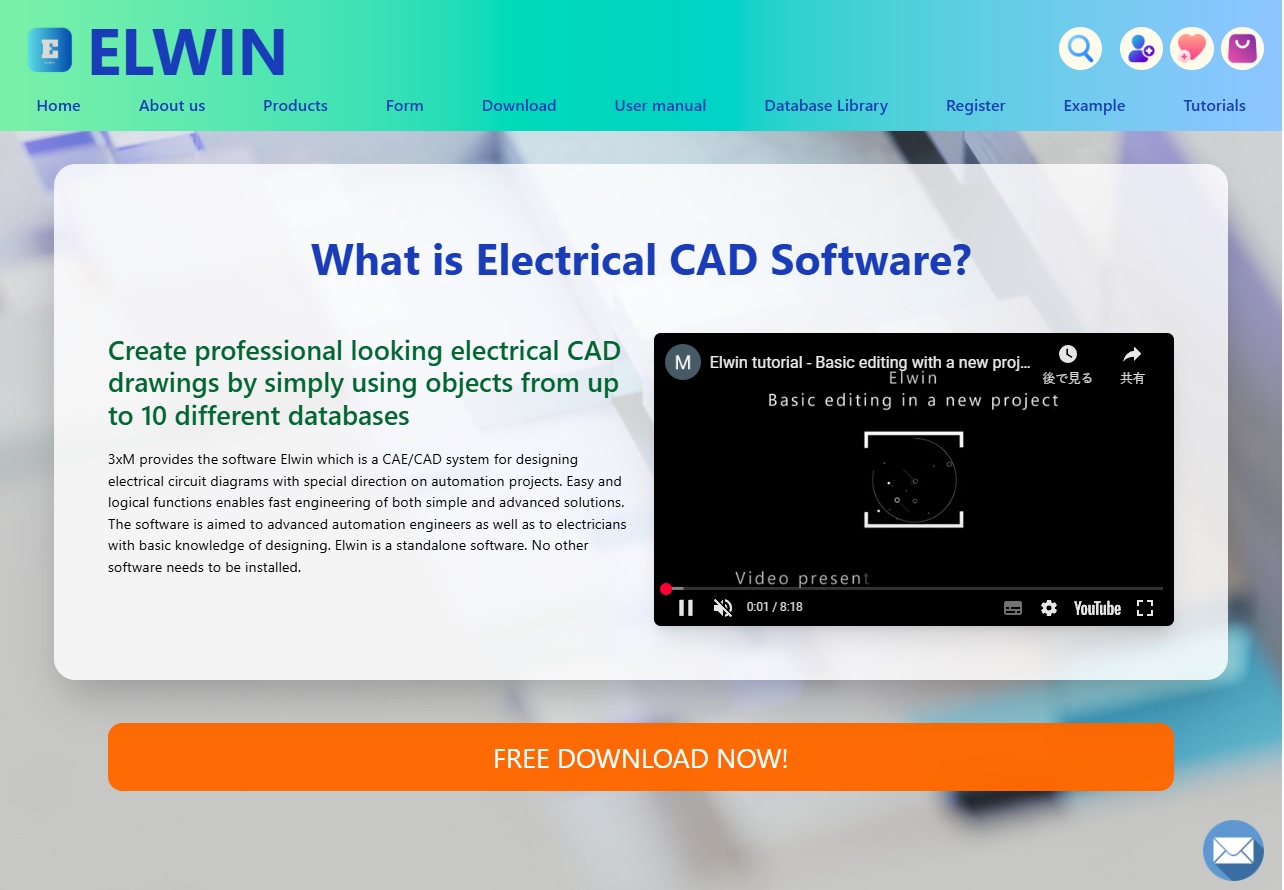 ELWIN
Home About us Products Form Download User manual Database Library Register Example Tutorials
What is Electrical CAD Software?
Create professional looking electrical CAD
drawings by simply using objects from up
to 10 different databases
3xM provides the software Elwin which is a CAE/CAD system for designing
electrical circuit diagrams with special direction on automation projects. Easy and
logical functions enables fast engineering of both simple and advanced solutions.
The software is aimed to advanced automation engineers as well as to electricians
with basic knowledge of designing. Elwin is a standalone software. No other
software needs to be installed.
M Elwin tutorial - Basic editing with a new proj...
後で見る 共有
Elwin
Basic editing in a new project
Video present
0:01 / 8:18
YouTube
FREE DOWNLOAD NOW!